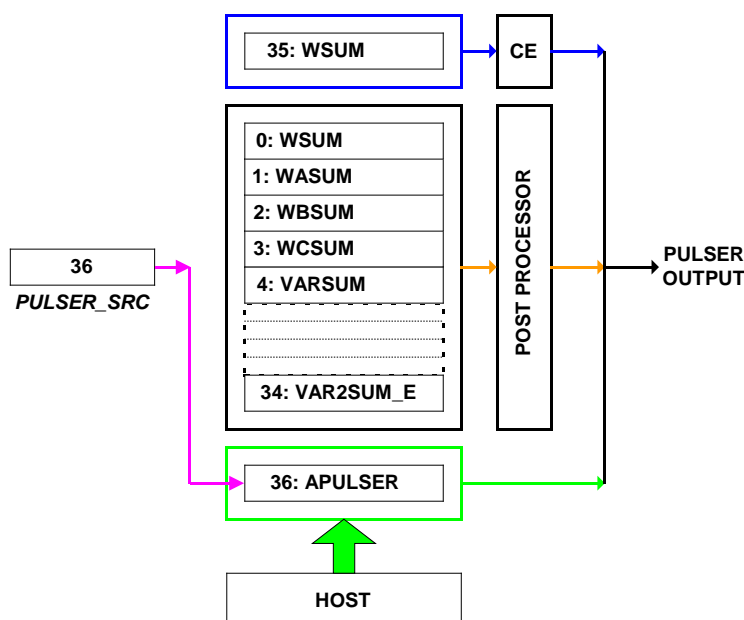 35: WSUM
CE
0: WSUM
1: WASUM
2: WBSUM
3: WCSUM
4: VARSUM
34: VAR2SUM_E
POST PROCESSOR
36
PULSER_SRC
PULSER
OUTPUT
36: APULSER
HOST